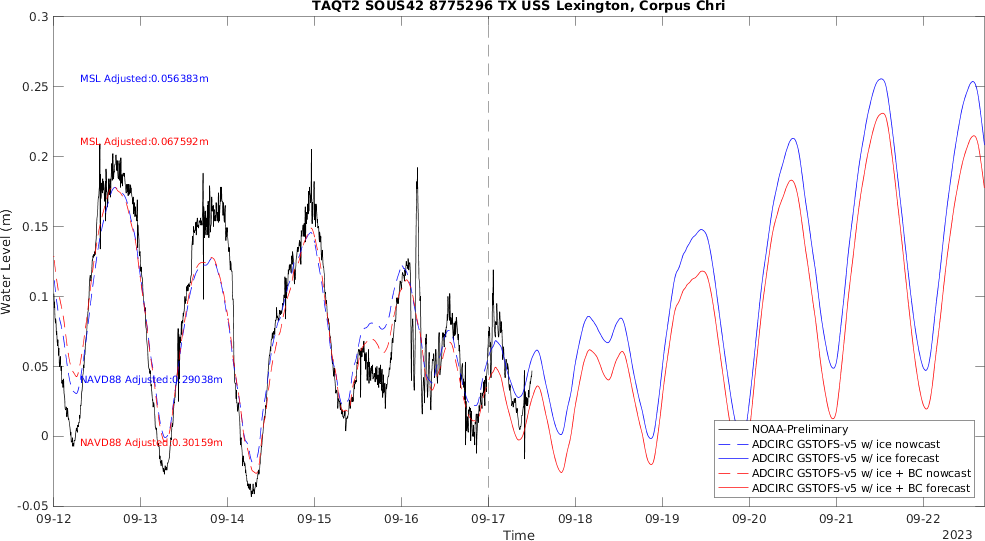 TAQT2 SOUS42 8775296 TX USS Lexington, Corpus Chri
0.3
0.25
0.2
0.15
0.1
0.05
0
-0.05
Water Level (m)
MSL Adjusted:0.056383m
MSL Adjusted:0.067592m
NAVD88 Adjusted:0.29038m
NAVD88 Adjusted:0.30159m
NOAA-Preliminary
ADCIRC GSTOFS-v5 w/ ice nowcast
ADCIRC GSTOFS-v5 w/ ice forecast
ADCIRC GSTOFS-v5 w/ ice + BC nowcast
ADCIRC GSTOFS-v5 w/ ice + BC forecast
09-12 09-13 09-14 09-15 09-16 09-17 09-18 09-19 09-20 09-21 09-22
Time
2023